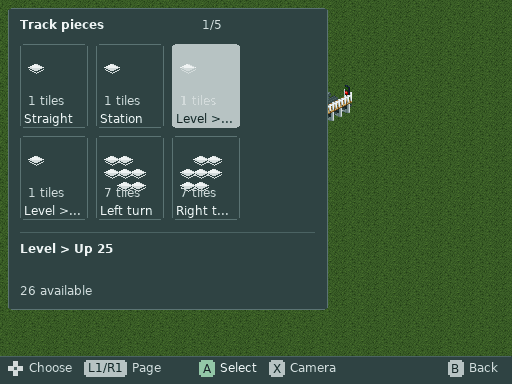 Track pieces 1/5
1 tiles 1 tiles 1 tiles
Straight Station Level >...
1 tiles 7 tiles 7 tiles
Level >... Left turn Right t...
Level > Up 25
26 available
Choose L1/R1 Page A Select X Camera B Back